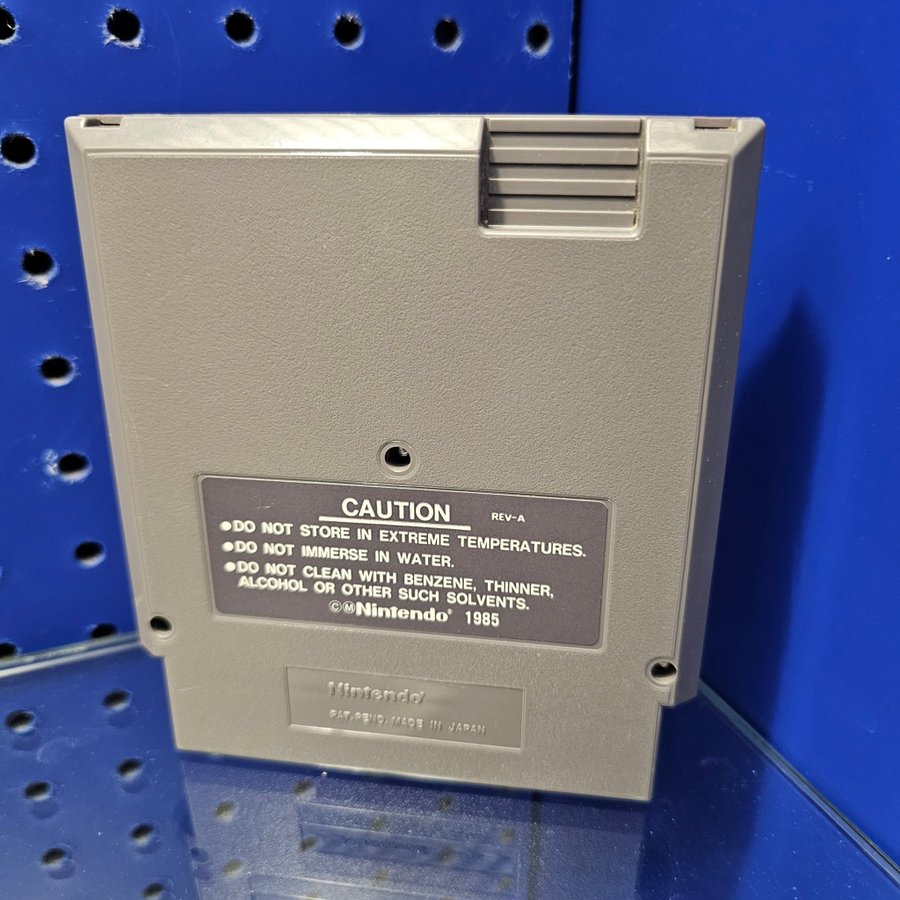 CAUTION REV-A
●DO NOT STORE IN EXTREME TEMPERATURES.
●DO NOT IMMERSE IN WATER.
●DO NOT CLEAN WITH BENZENE, THINNER,
ALCOHOL OR OTHER SUCH SOLVENTS.
©Ⓜ Nintendo® 1985
Nintendo®
PAT. PEND. MADE IN JAPAN